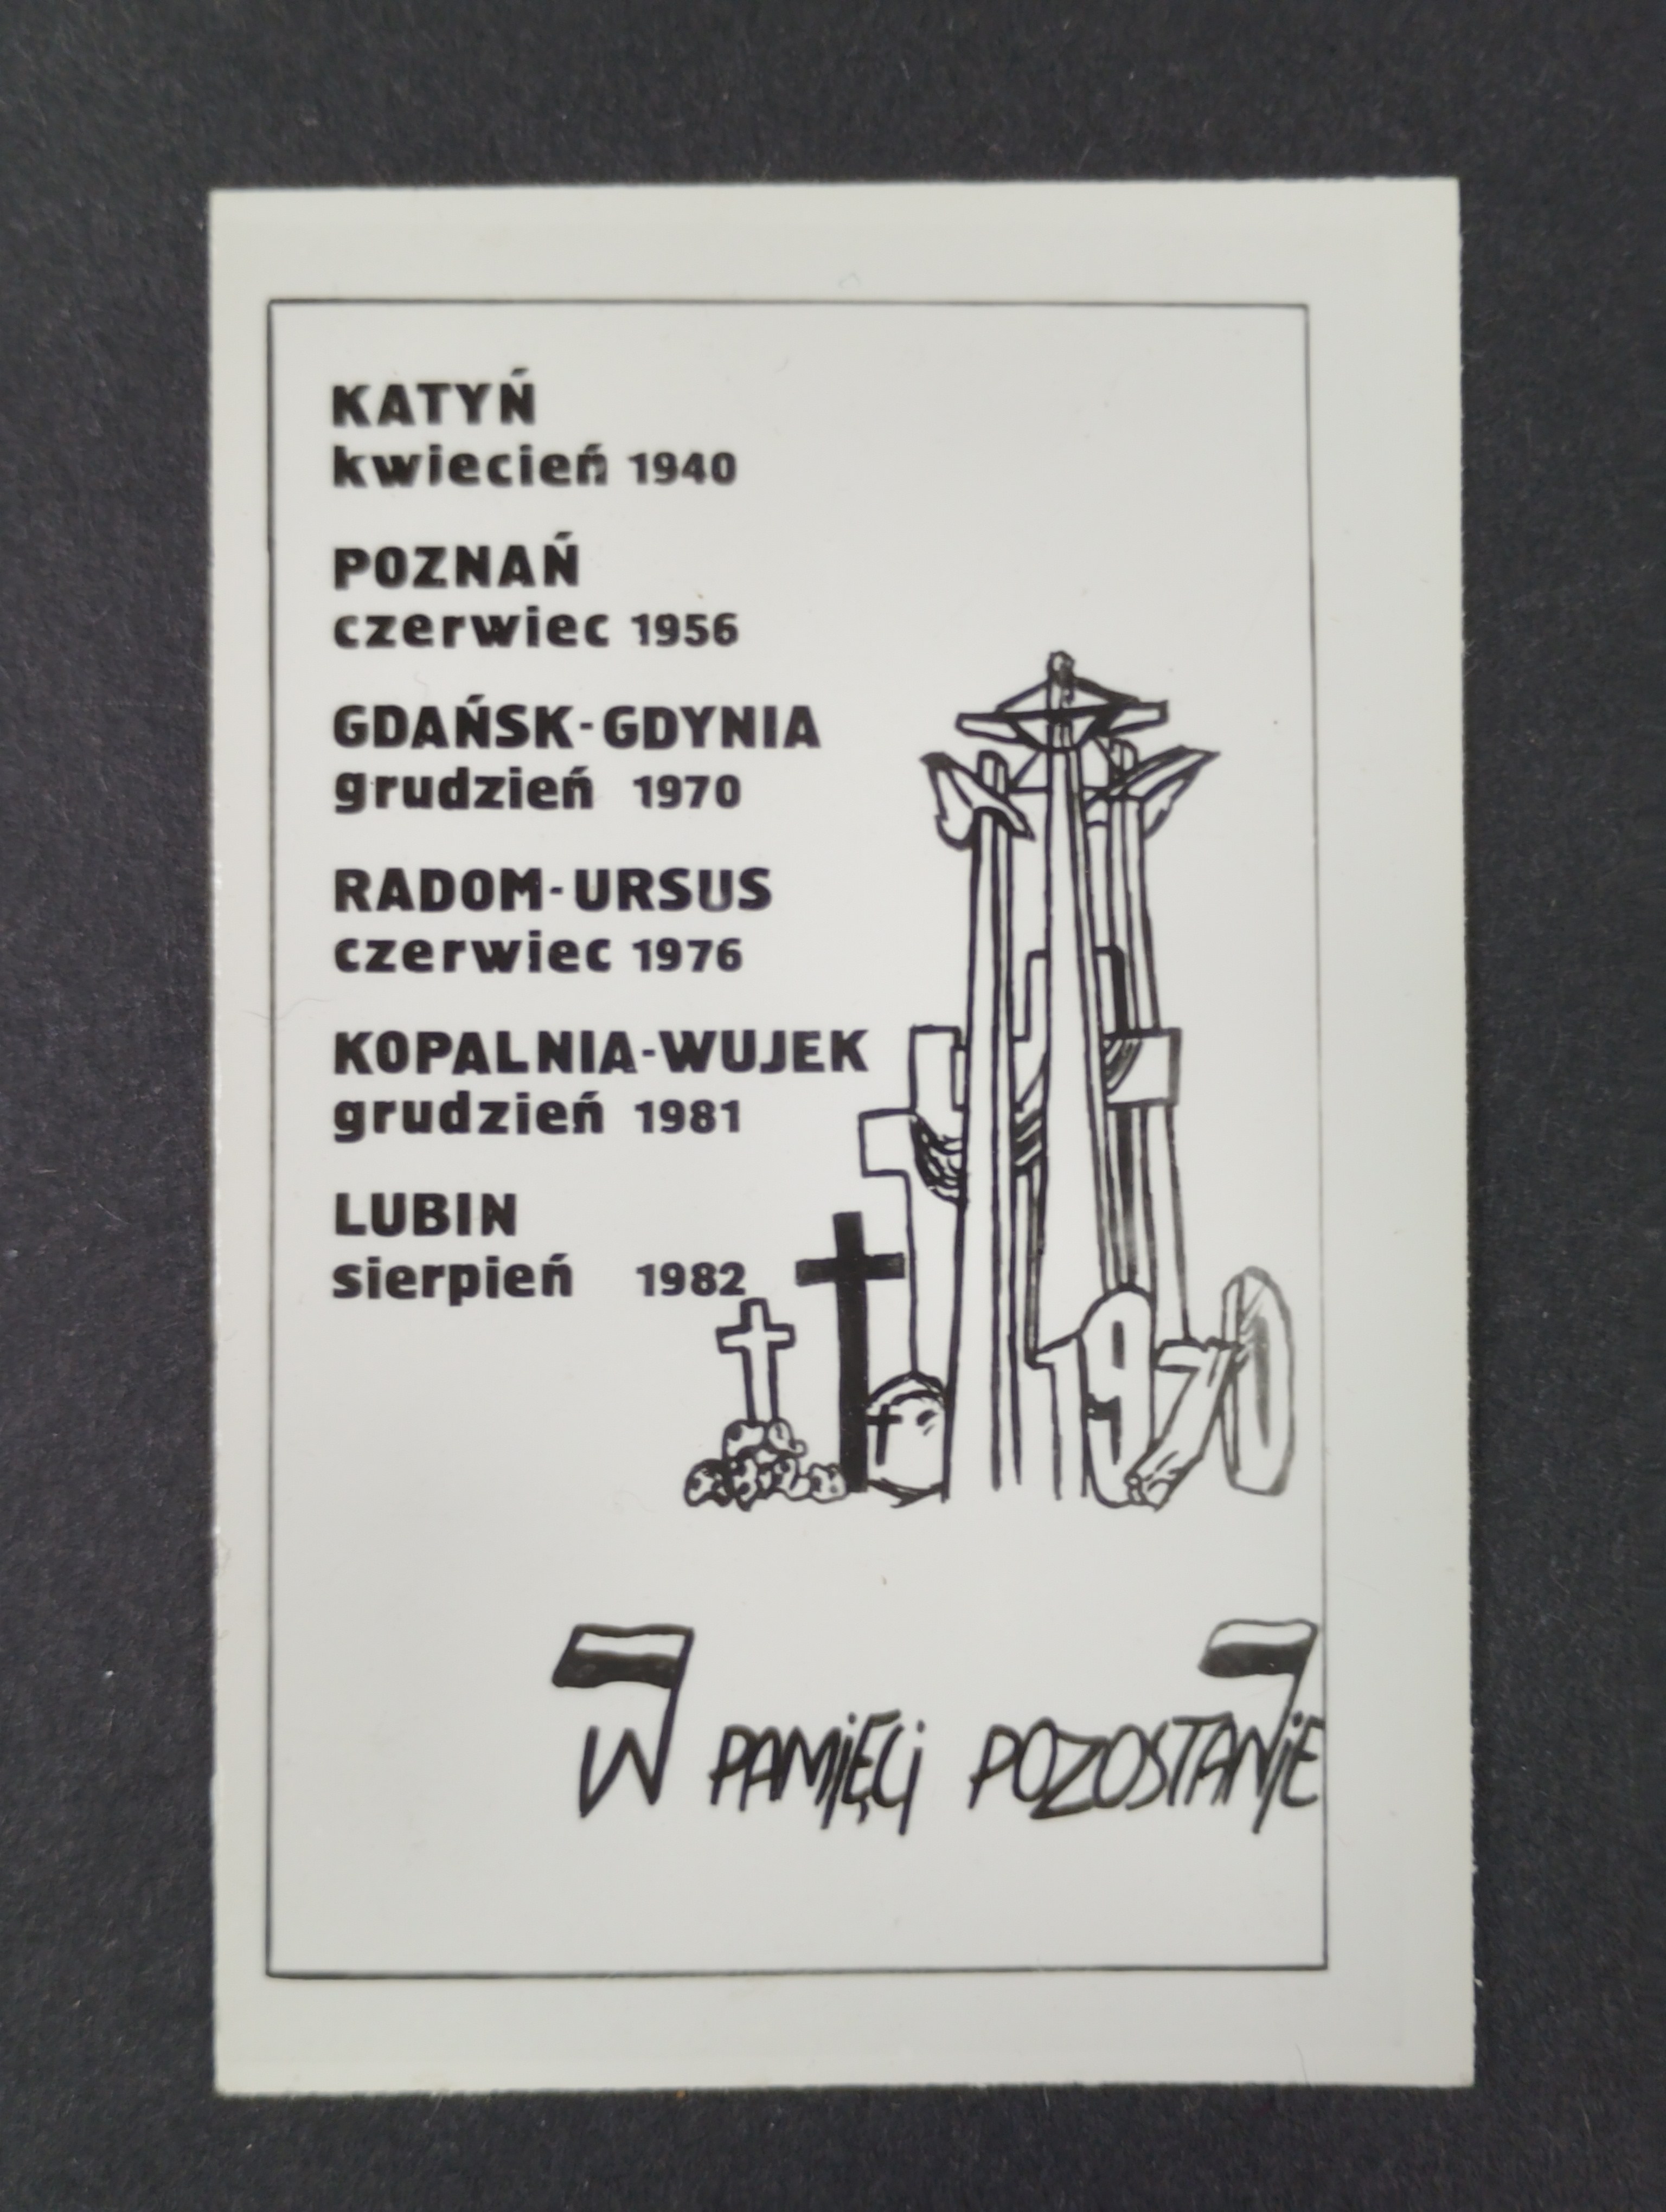 KATYŃ
kwiecień 1940
POZNAŃ
czerwiec 1956
GDAŃSK-GDYNIA
grudzień 1970
RADOM-URSUS
czerwiec 1976
KOPALNIA-WUJEK
grudzień 1981
LUBIN
sierpień 1982
1970
W PAMIĘCI POZOSTANIE